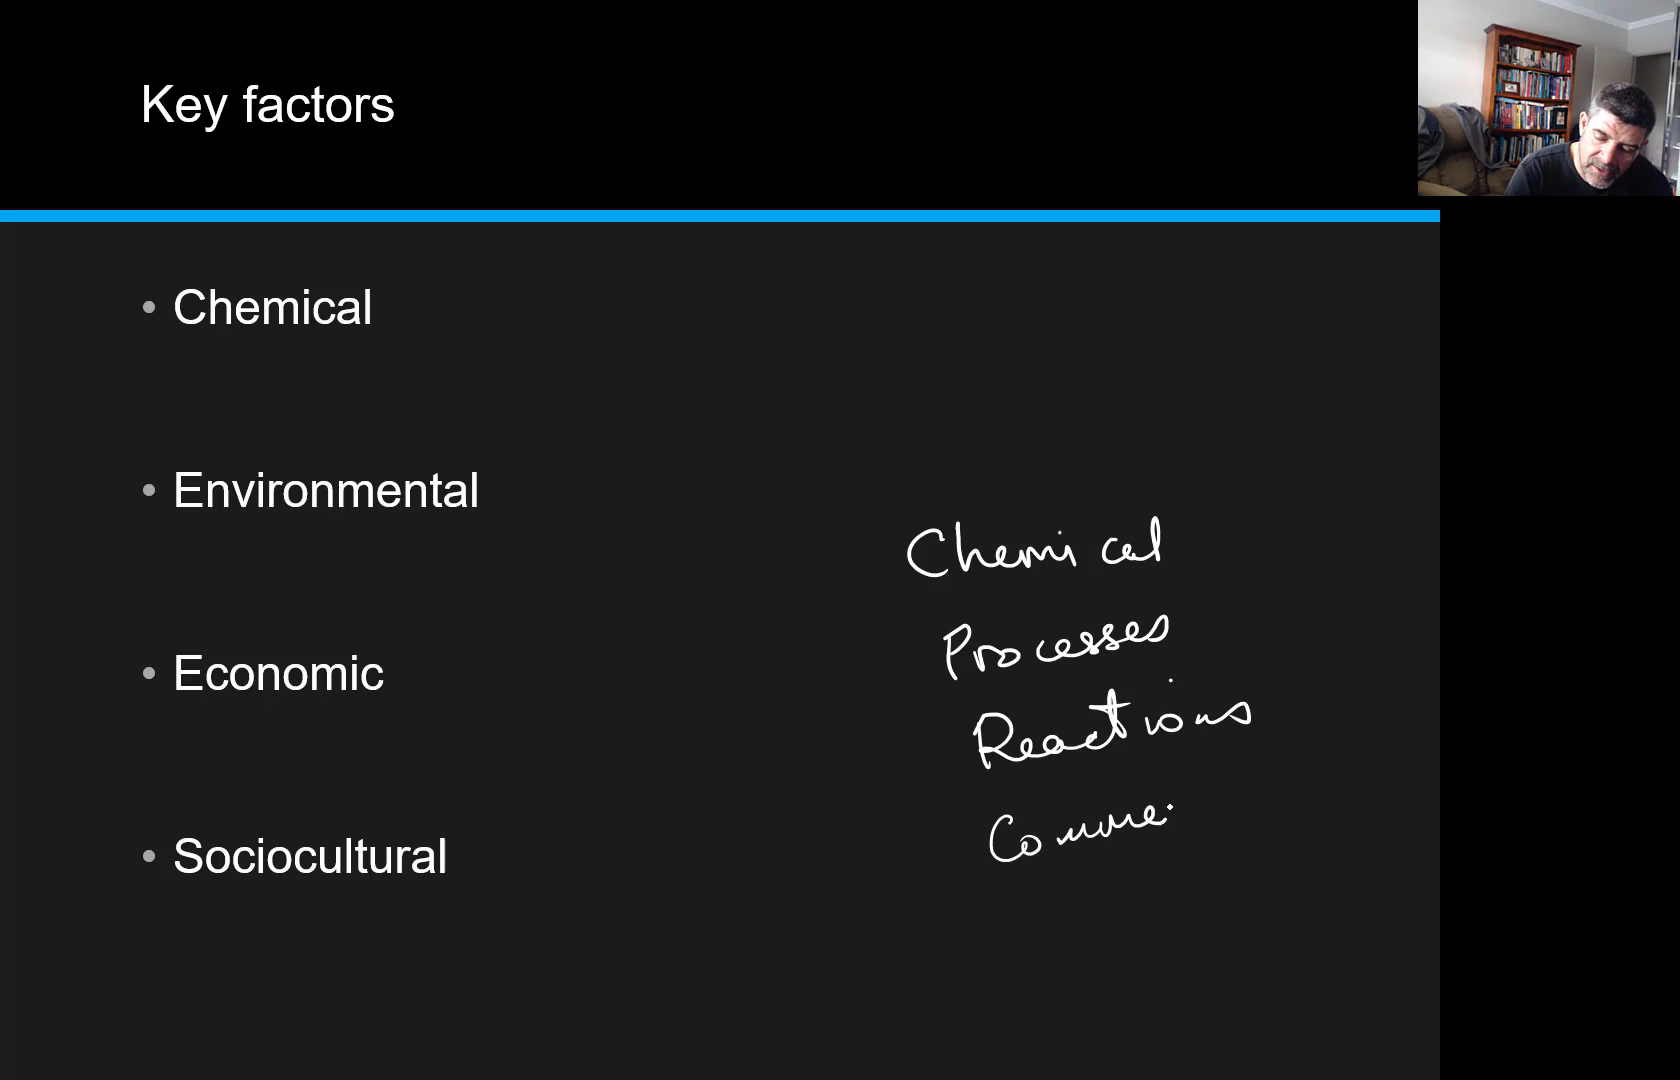 Key factors
• Chemical
• Environmental
• Economic
• Sociocultural
Chemical
Processes
Reactions